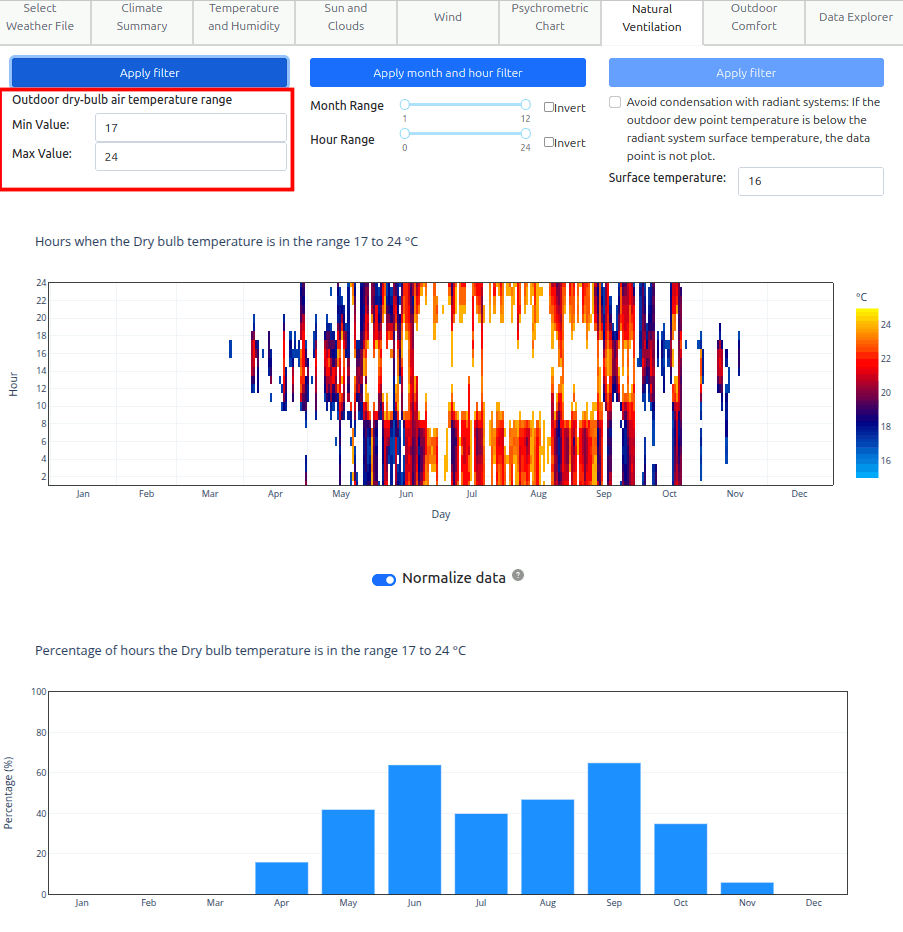 Select
Weather File
Climate
Summary
Temperature
and Humidity
Sun and
Clouds
Wind
Psychrometric
Chart
Natural
Ventilation
Outdoor
Comfort
Data Explorer
Apply filter
Apply month and hour filter
Apply filter
Outdoor dry-bulb air temperature range
Min Value:
17
Max Value:
24
Month Range
1
12
Invert
Hour Range
0
24
Invert
Avoid condensation with radiant systems: If the
outdoor dew point temperature is below the
radiant system surface temperature, the data
point is not plot.
Surface temperature:
16
Hours when the Dry bulb temperature is in the range 17 to 24 °C
24
22
20
18
16
14
12
10
8
6
4
2
Hour
Jan
Feb
Mar
Apr
May
Jun
Jul
Aug
Sep
Oct
Nov
Dec
Day
°C
24
22
20
18
16
Normalize data
?
Percentage of hours the Dry bulb temperature is in the range 17 to 24 °C
100
80
60
40
20
0
Percentage (%)
Jan
Feb
Mar
Apr
May
Jun
Jul
Aug
Sep
Oct
Nov
Dec